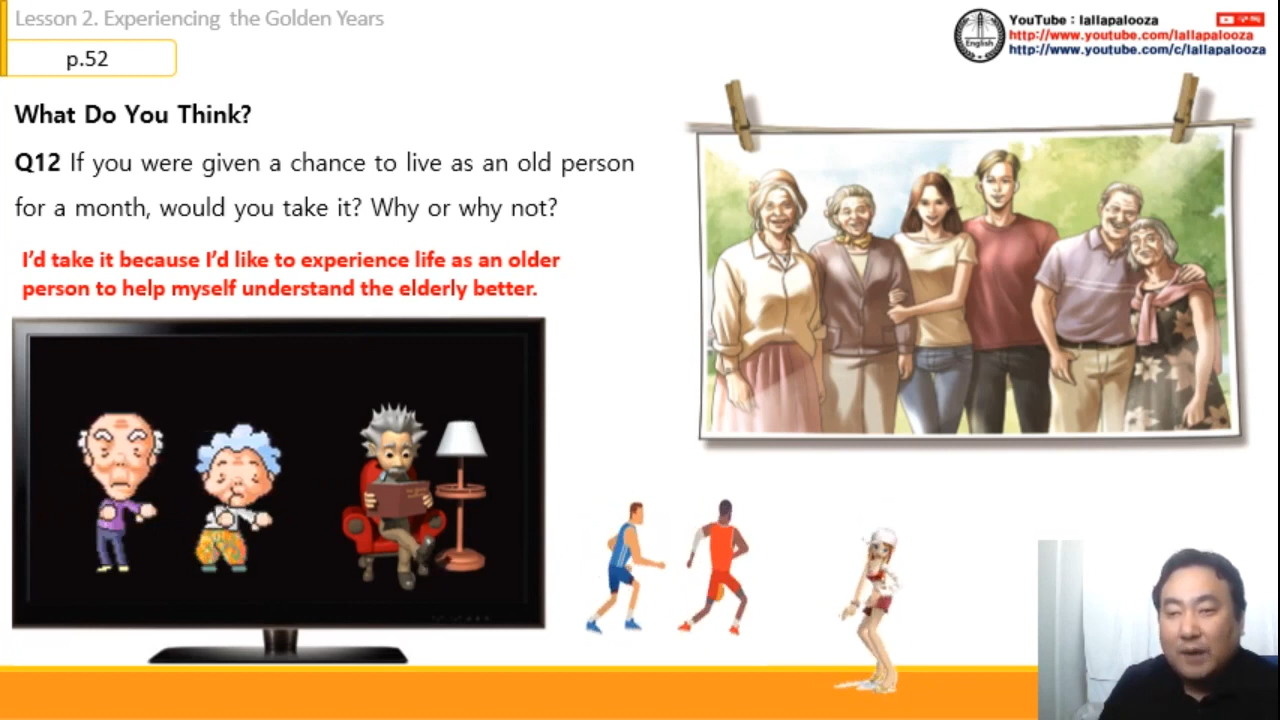 Lesson 2. Experiencing the Golden Years
p.52
YouTube : lallapalooza
http://www.youtube.com/lallapalooza
http://www.youtube.com/c/lallapalooza
English
What Do You Think?
Q12 If you were given a chance to live as an old person
for a month, would you take it? Why or why not?
I'd take it because I'd like to experience life as an older
person to help myself understand the elderly better.